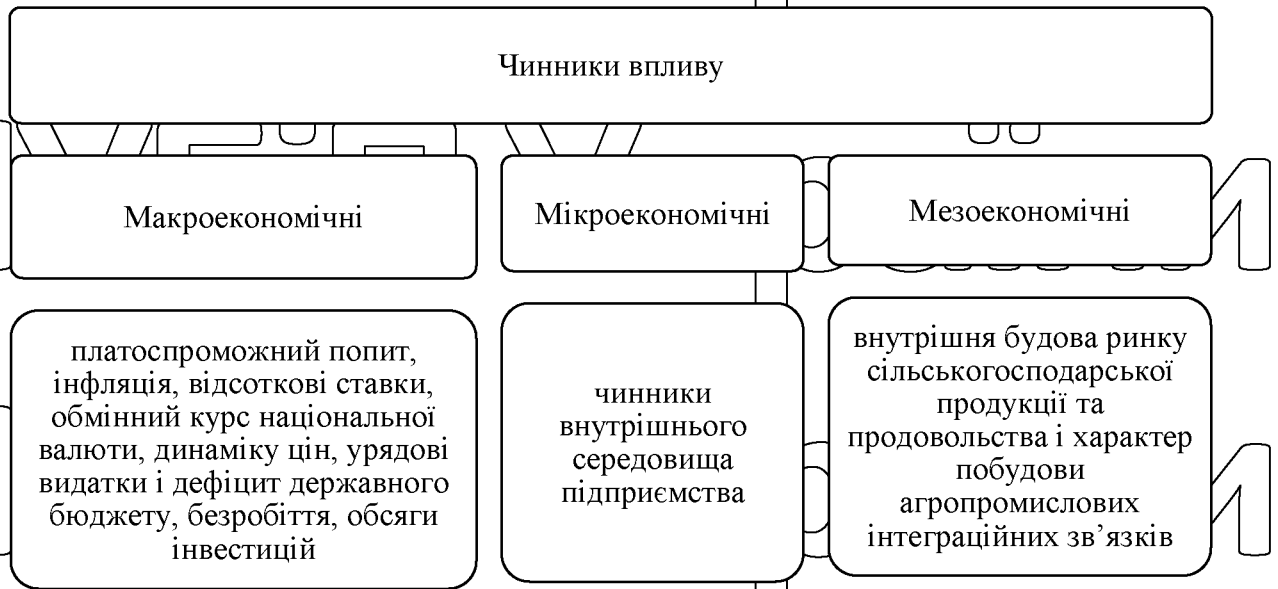 Чинники впливу
Макроекономічні
Мікроекономічні
Мезоекономічні
платоспроможний попит,
інфляція, відсоткові ставки,
обмінний курс національної
валюти, динаміку цін, урядові
видатки і дефіцит державного
бюджету, безробіття, обсяги
інвестицій
чинники
внутрішнього
середовища
підприємства
внутрішня будова ринку
сільськогосподарської
продукції та
продовольства і характер
побудови
агропромислових
інтеграційних зв’язків